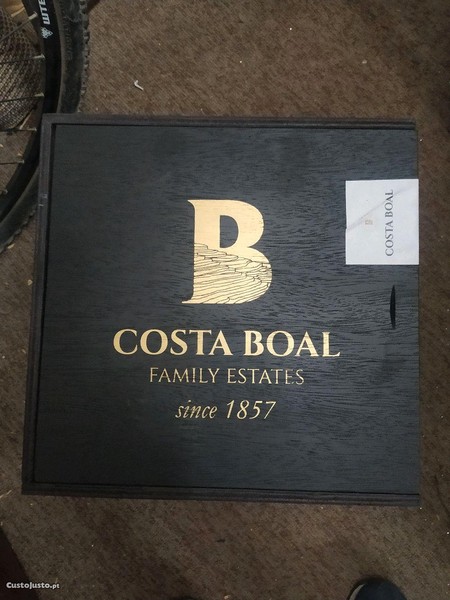 B
COSTA BOAL
FAMILY ESTATES
since 1857
COSTA BOAL
CustoJusto.pt